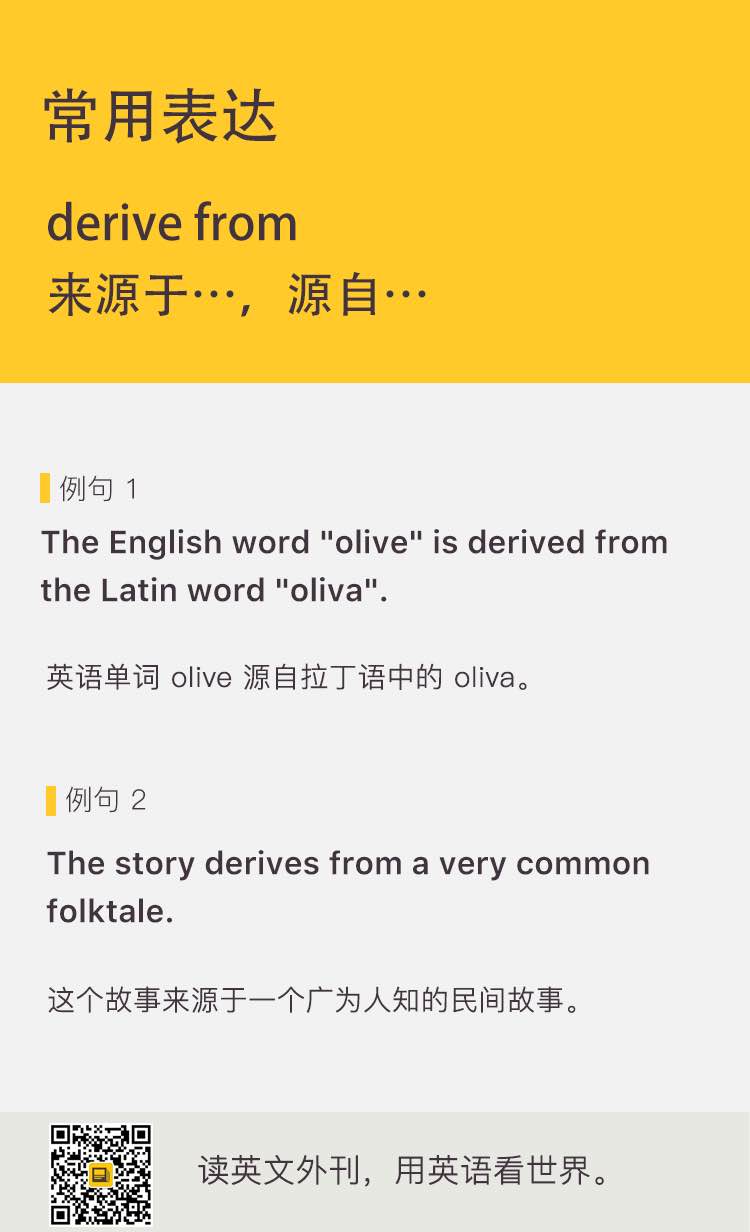 常用表达
derive from
来源于…，源自…
例句 1
The English word "olive" is derived from
the Latin word "oliva".
英语单词 olive 源自拉丁语中的 oliva。
例句 2
The story derives from a very common
folktale.
这个故事来源于一个广为人知的民间故事。
读英文外刊，用英语看世界。